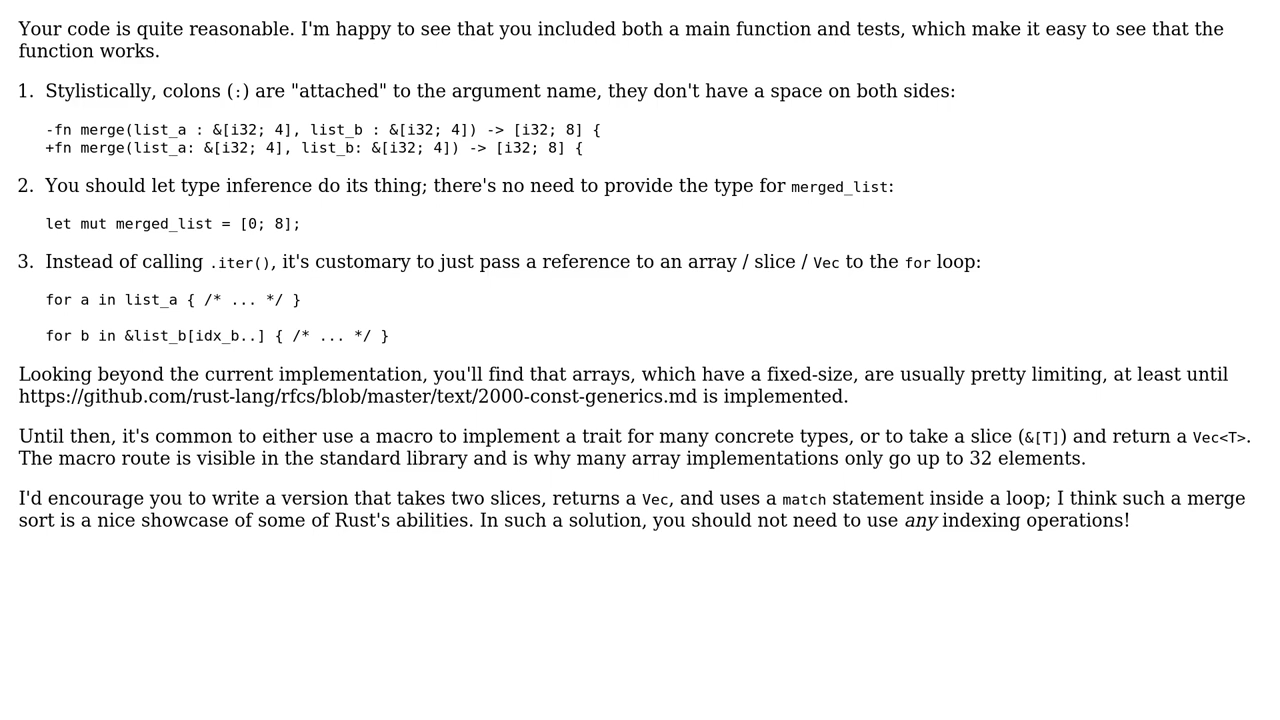 Your code is quite reasonable. I'm happy to see that you included both a main function and tests, which make it easy to see that the
function works.
1. Stylistically, colons (:) are "attached" to the argument name, they don't have a space on both sides:
-fn merge(list_a : &[i32; 4], list_b : &[i32; 4]) -> [i32; 8] {
+fn merge(list_a: &[i32; 4], list_b: &[i32; 4]) -> [i32; 8] {
2. You should let type inference do its thing; there's no need to provide the type for merged_list:
let mut merged_list = [0; 8];
3. Instead of calling .iter(), it's customary to just pass a reference to an array / slice / Vec to the for loop:
for a in list_a { /* ... */ }
for b in &list_b[idx_b..] { /* ... */ }
Looking beyond the current implementation, you'll find that arrays, which have a fixed-size, are usually pretty limiting, at least until
https://github.com/rust-lang/rfcs/blob/master/text/2000-const-generics.md is implemented.
Until then, it's common to either use a macro to implement a trait for many concrete types, or to take a slice (&[T]) and return a Vec<T>.
The macro route is visible in the standard library and is why many array implementations only go up to 32 elements.
I'd encourage you to write a version that takes two slices, returns a Vec, and uses a match statement inside a loop; I think such a merge
sort is a nice showcase of some of Rust's abilities. In such a solution, you should not need to use any indexing operations!